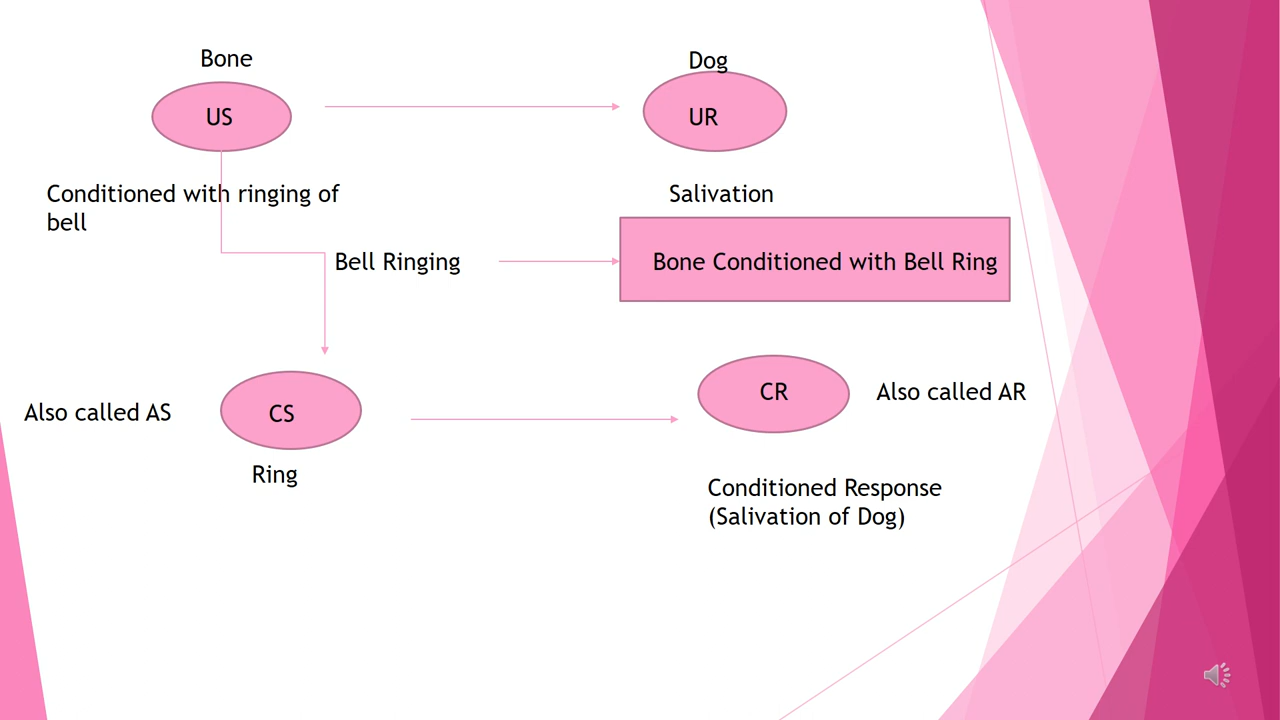 Bone
Dog
US
UR
Conditioned with ringing of
bell
Salivation
Bell Ringing
Bone Conditioned with Bell Ring
Also called AS
CS
CR
Also called AR
Ring
Conditioned Response
(Salivation of Dog)